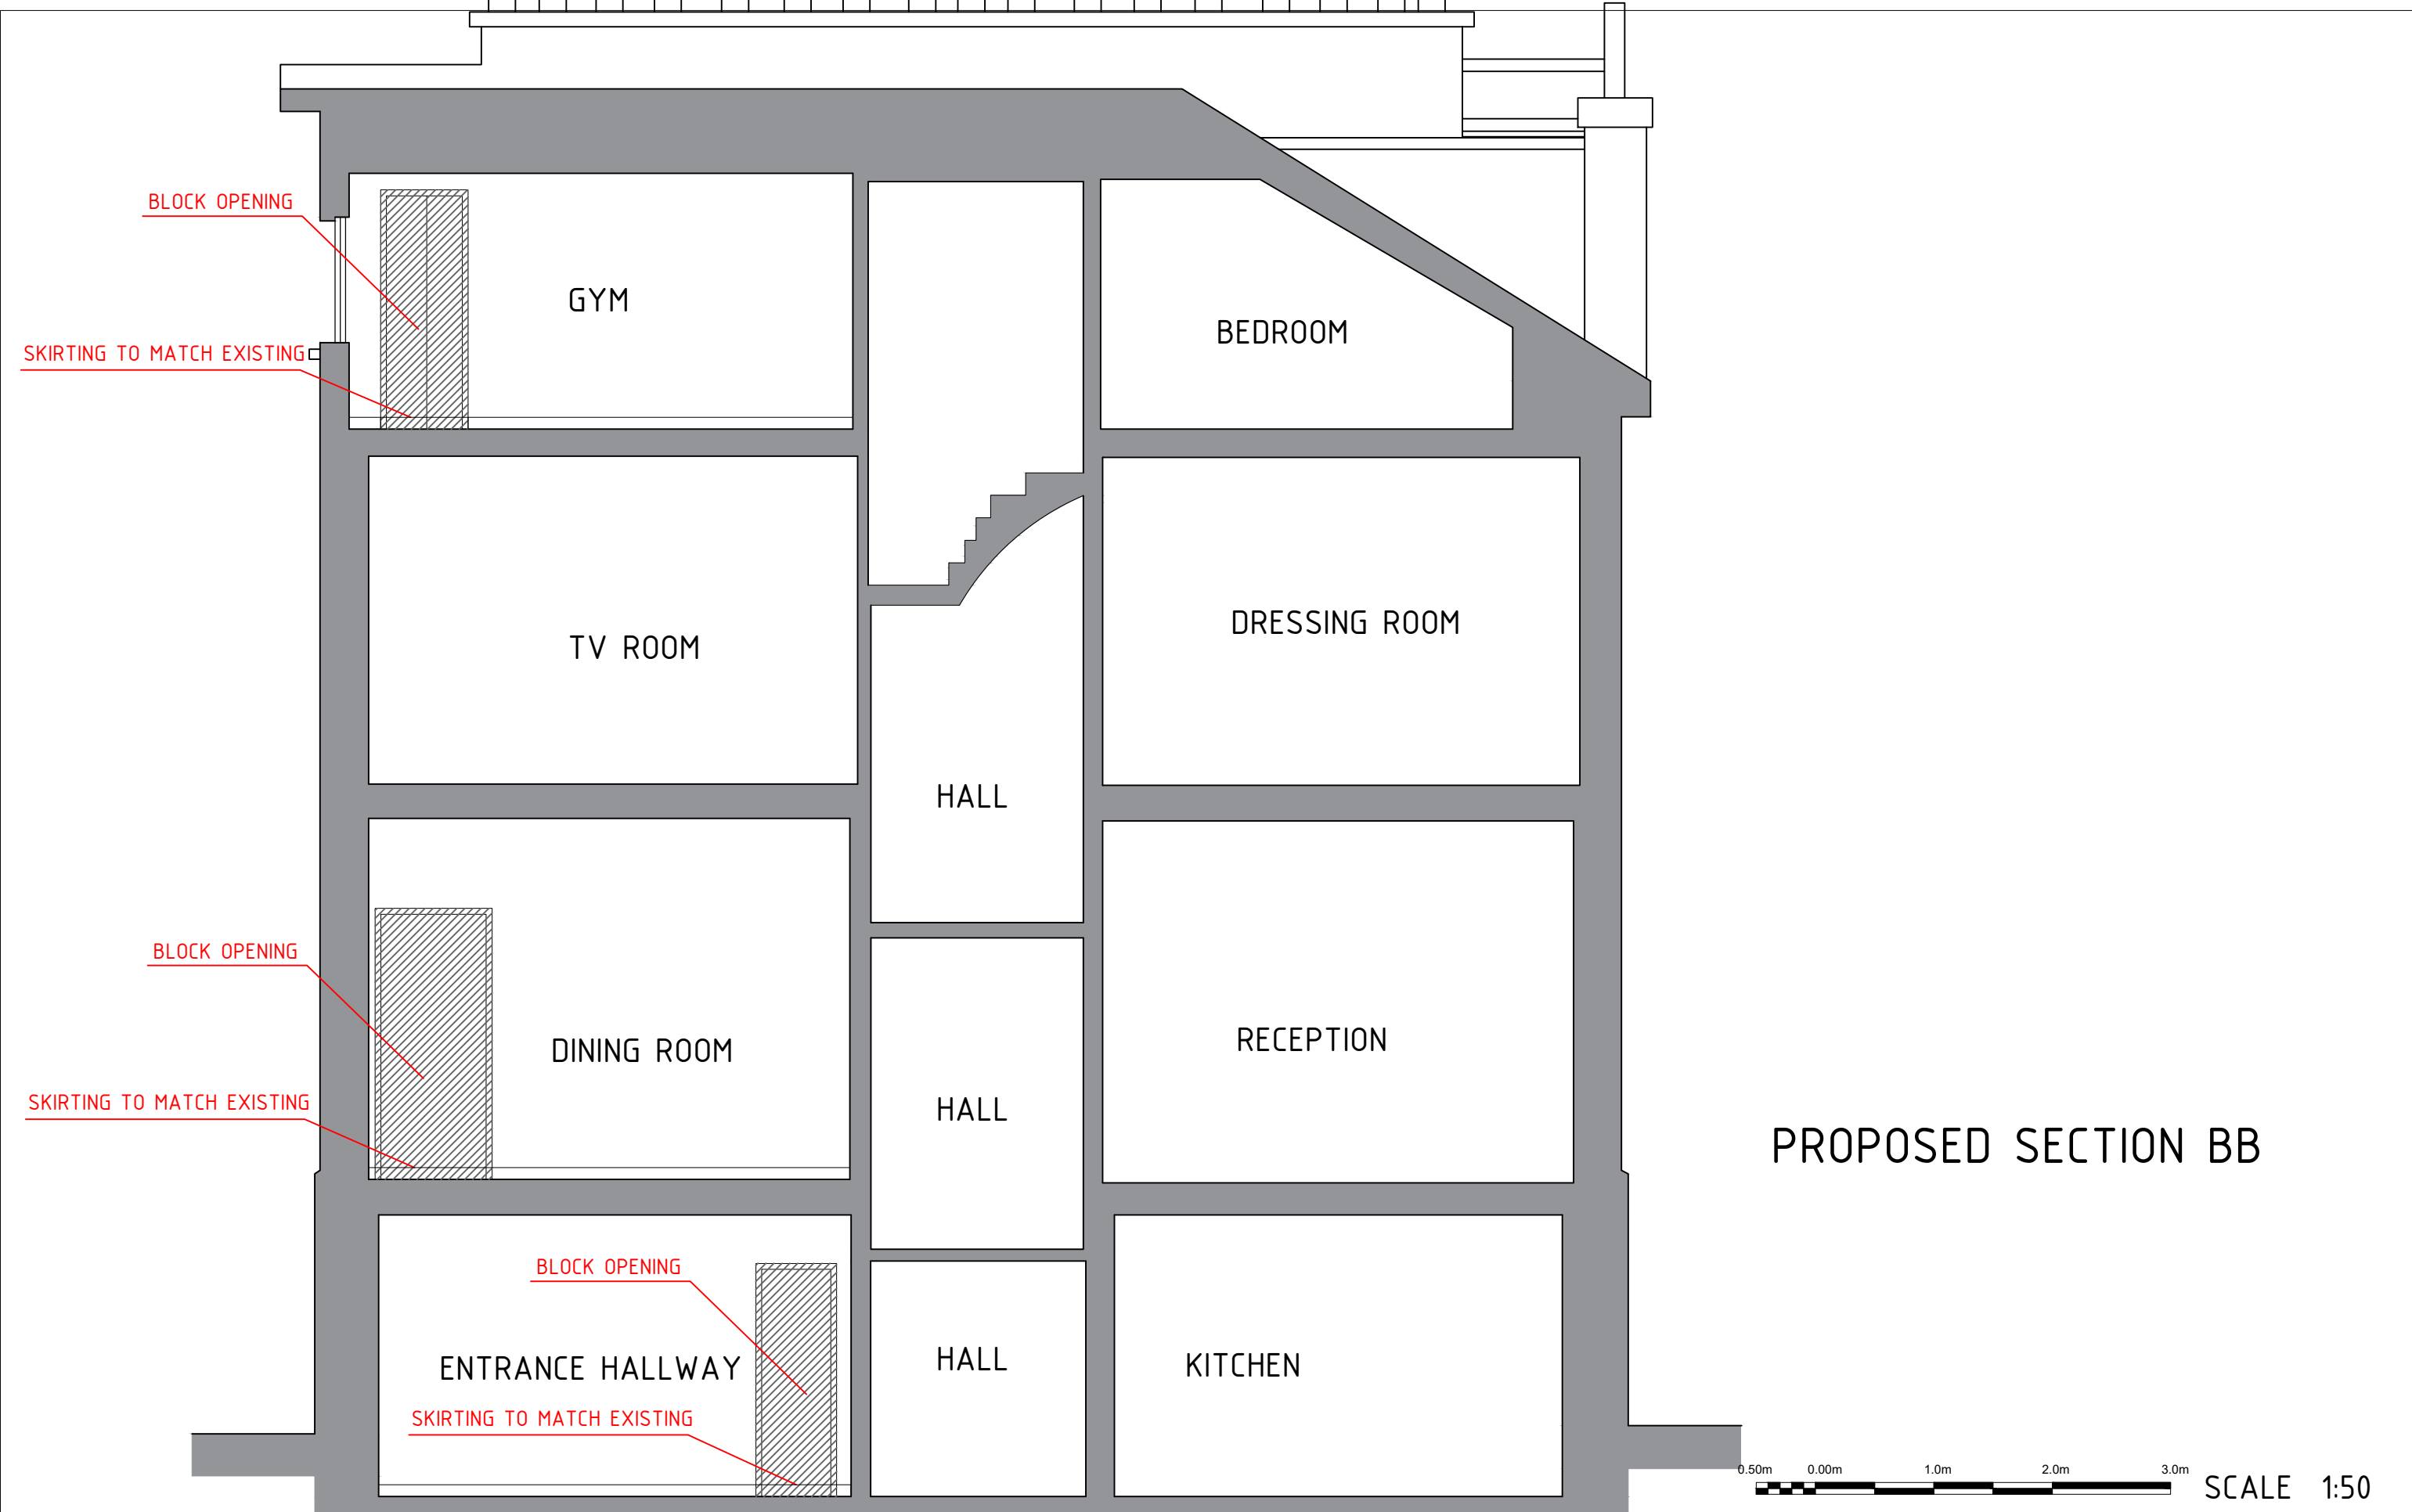 BLOCK OPENING
GYM
BEDROOM
SKIRTING TO MATCH EXISTING
TV ROOM
DRESSING ROOM
HALL
BLOCK OPENING
DINING ROOM
RECEPTION
SKIRTING TO MATCH EXISTING
HALL
PROPOSED SECTION BB
BLOCK OPENING
ENTRANCE HALLWAY
HALL
KITCHEN
SKIRTING TO MATCH EXISTING
0.50m 0.00m 1.0m 2.0m 3.0m
SCALE 1:50